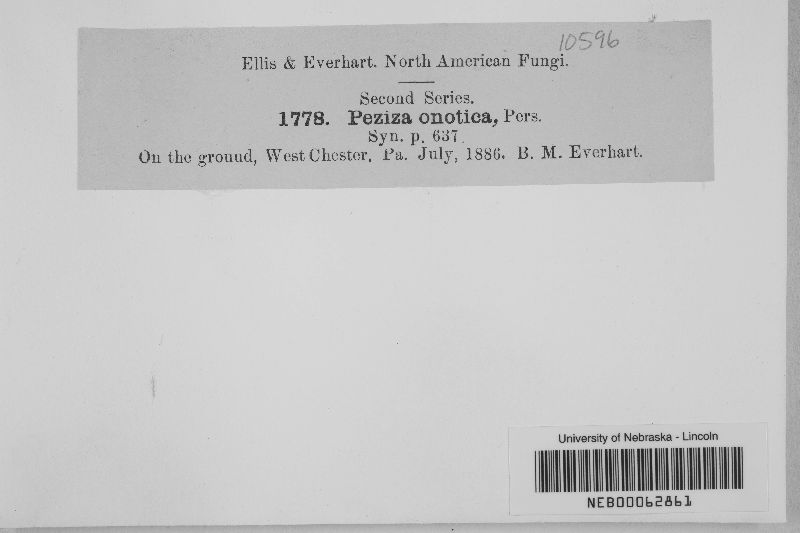 10596
Ellis & Everhart. North American Fungi.
Second Series.
1778. Peziza onotica, Pers.
Syn. p. 637.
On the ground, West Chester, Pa. July, 1886. B. M. Everhart.
University of Nebraska - Lincoln
NEB00062861